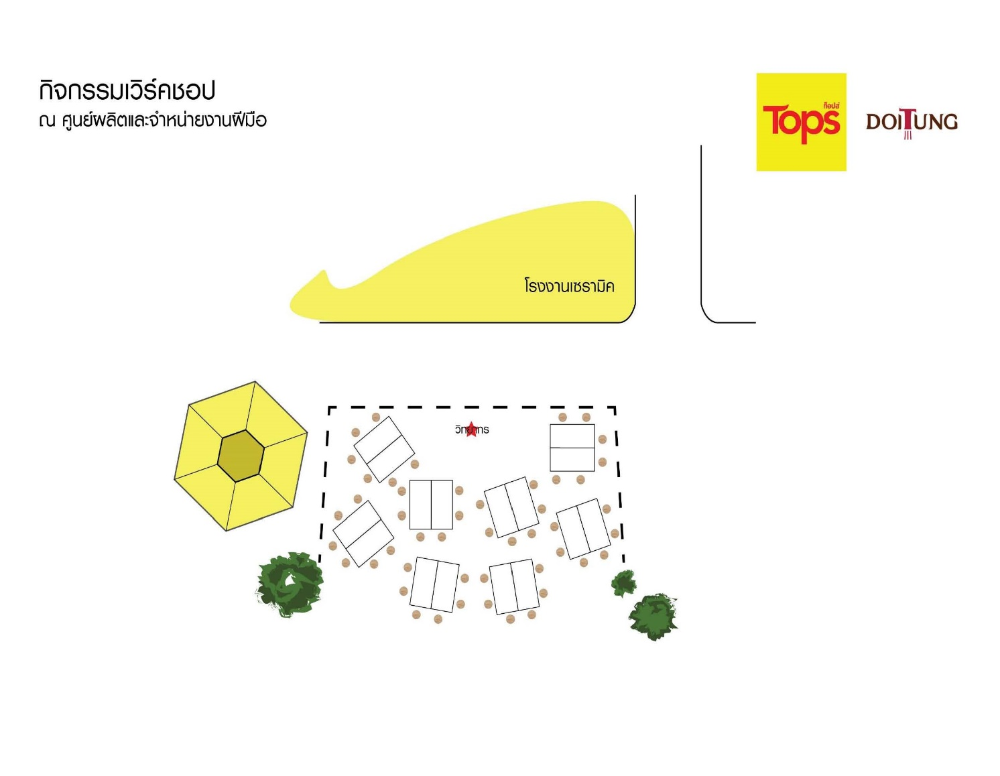 กิจกรรมเวิร์คชอป
ณ ศูนย์ผลิตและจำหน่ายงานฝีมือ
ท็อปส์
Tops
DOITUNG
โรงงานเซรามิค
วิทยากร